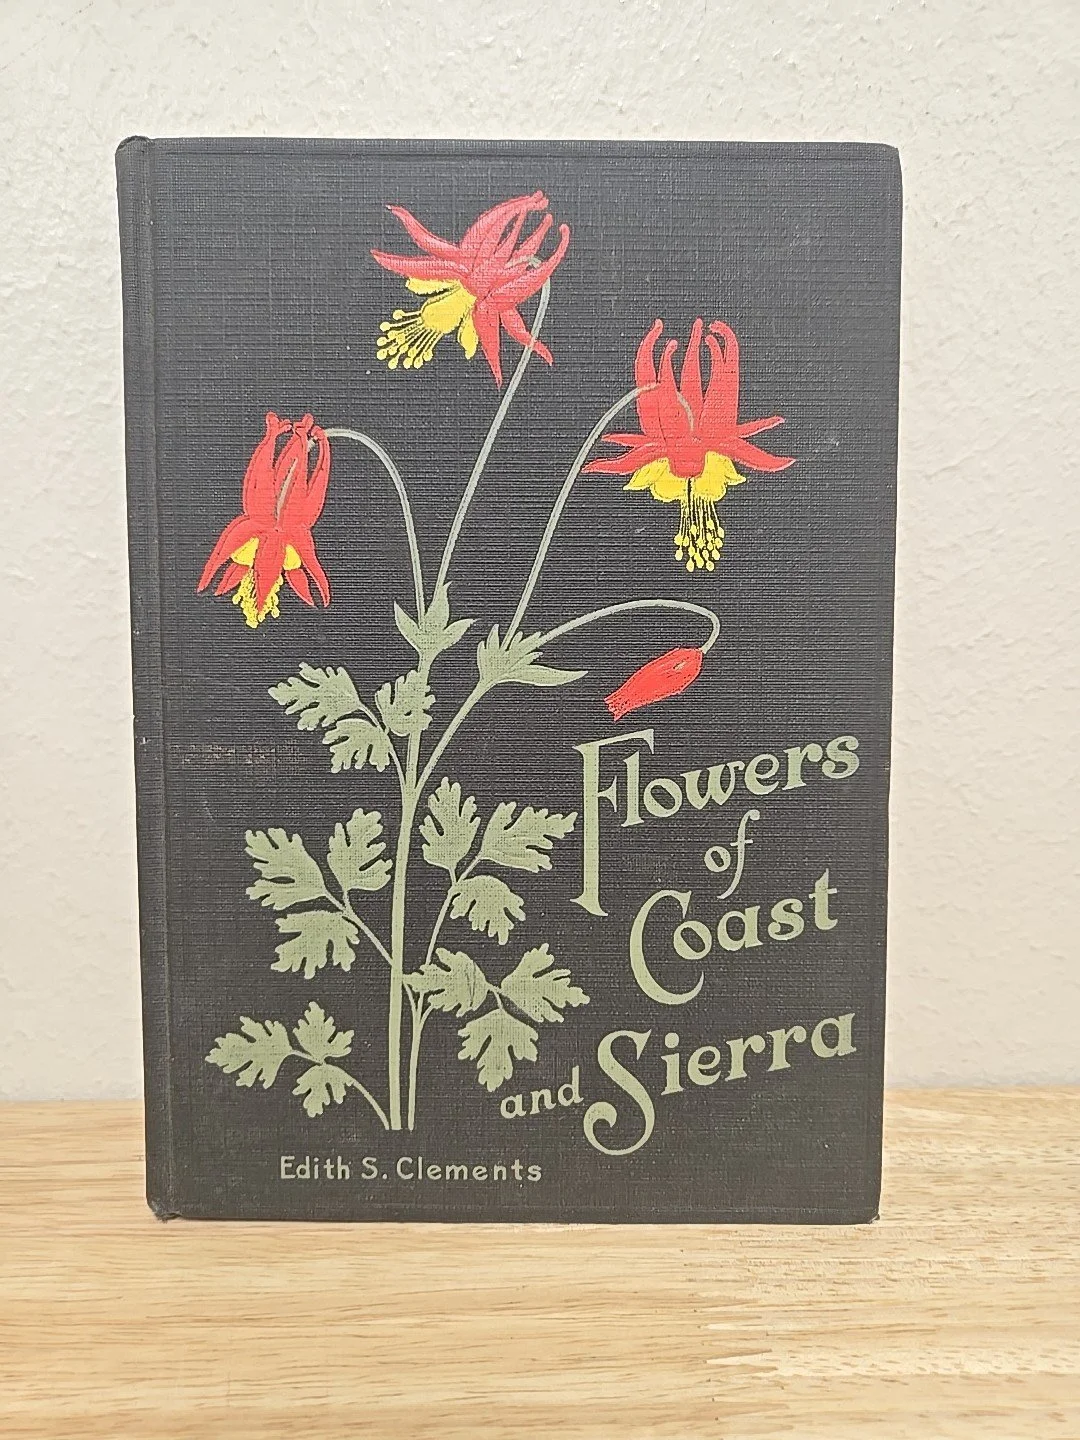 Flowers
of
Coast
and Sierra
Edith S. Clements